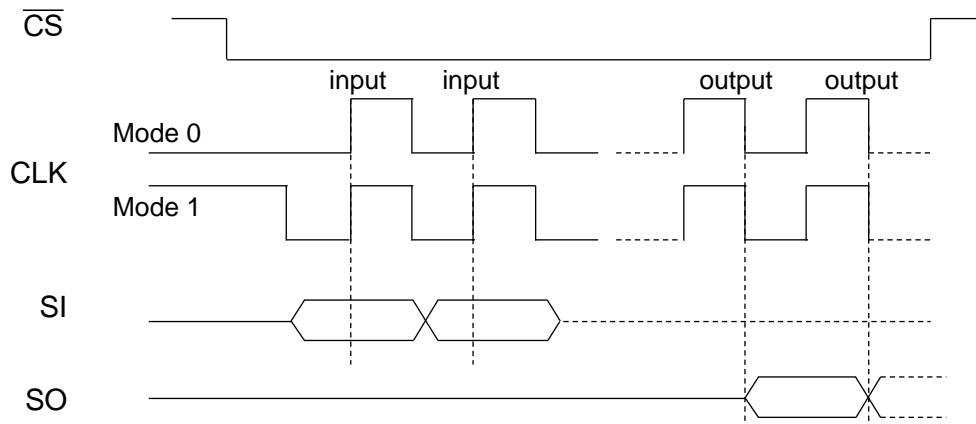 CS
input input output output
Mode 0
CLK
Mode 1
SI
SO